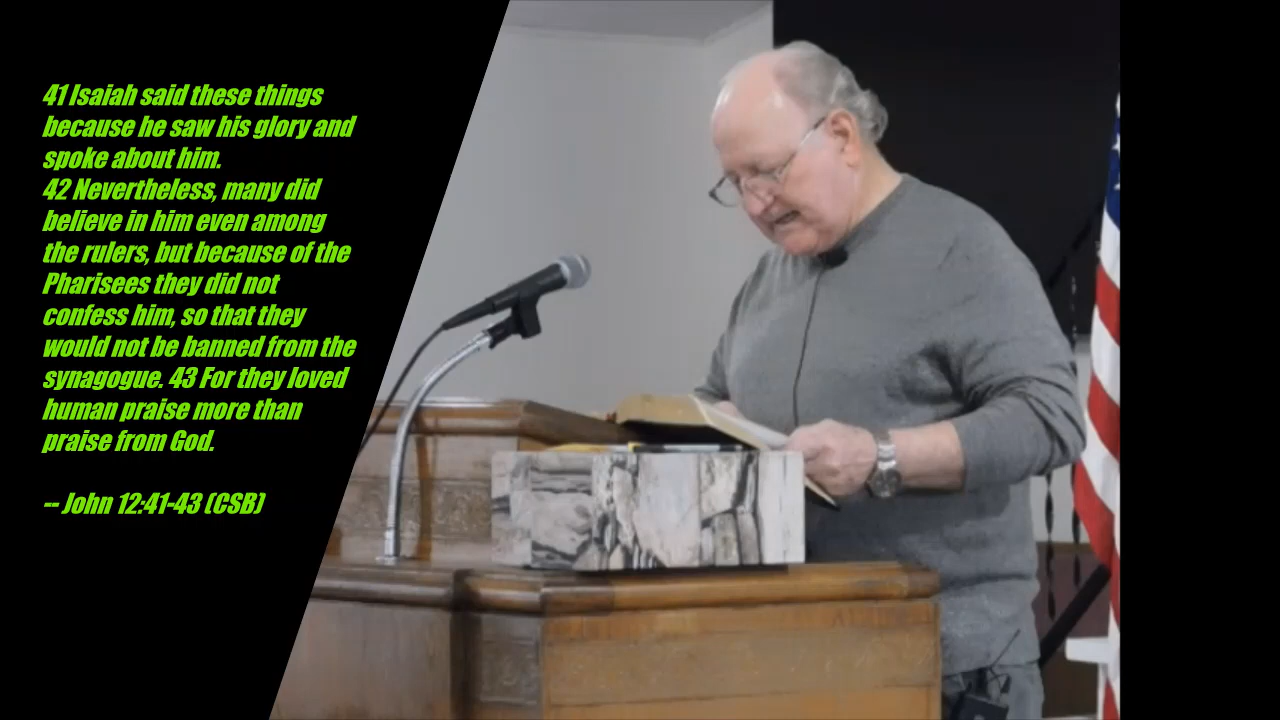 41 Isaiah said these things
because he saw his glory and
spoke about him.
42 Nevertheless, many did
believe in him even among
the rulers, but because of the
Pharisees they did not
confess him, so that they
would not be banned from the
synagogue. 43 For they loved
human praise more than
praise from God.
-- John 12:41-43 (CSB)